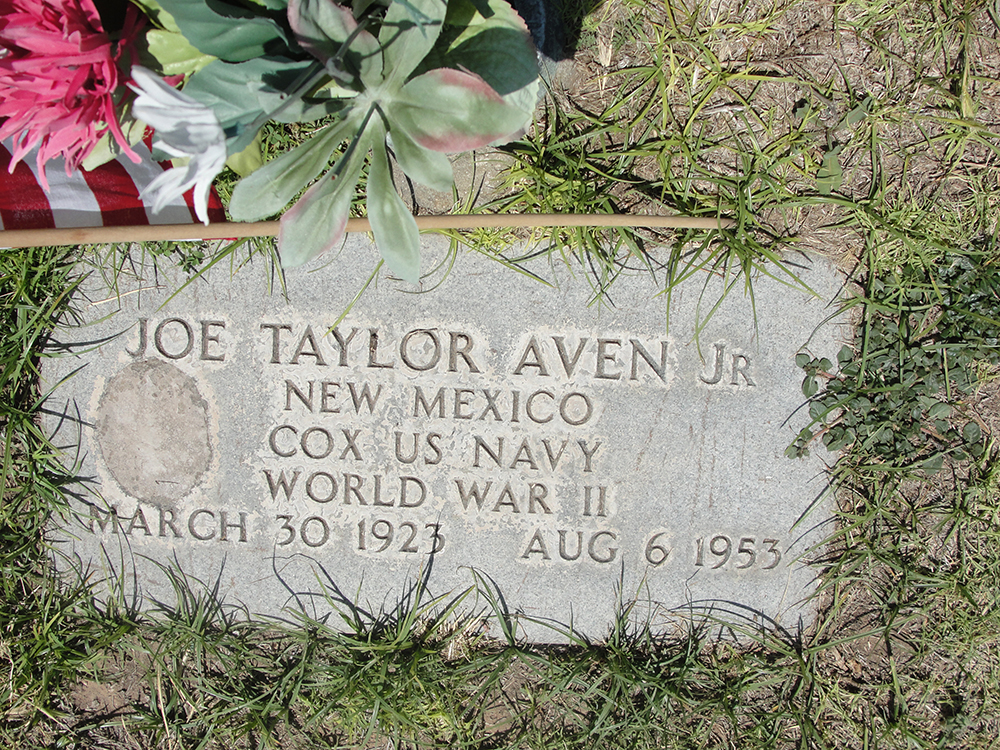 JOE TAYLOR AVEN JR
NEW MEXICO
COX US NAVY
WORLD WAR II
MARCH 30 1923 AUG 6 1953